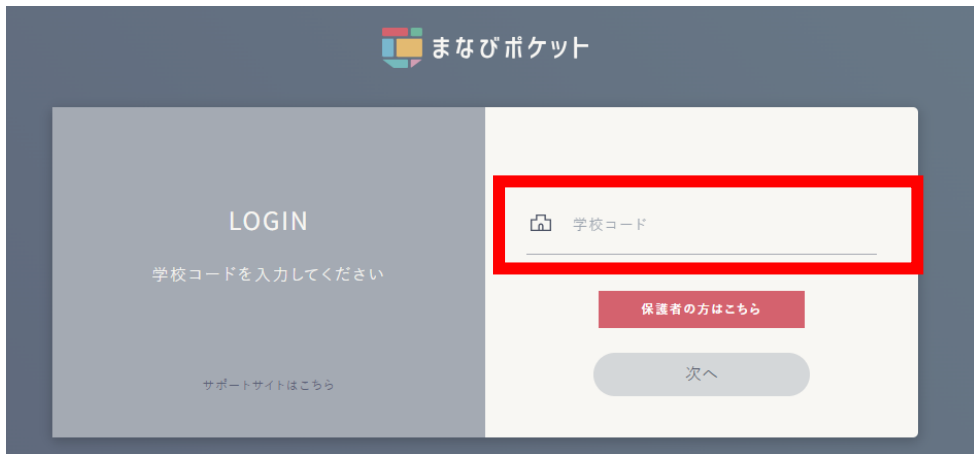 まなびポケット
LOGIN
学校コードを入力してください
サポートサイトはこちら
学校コード
保護者の方はこちら
次へ